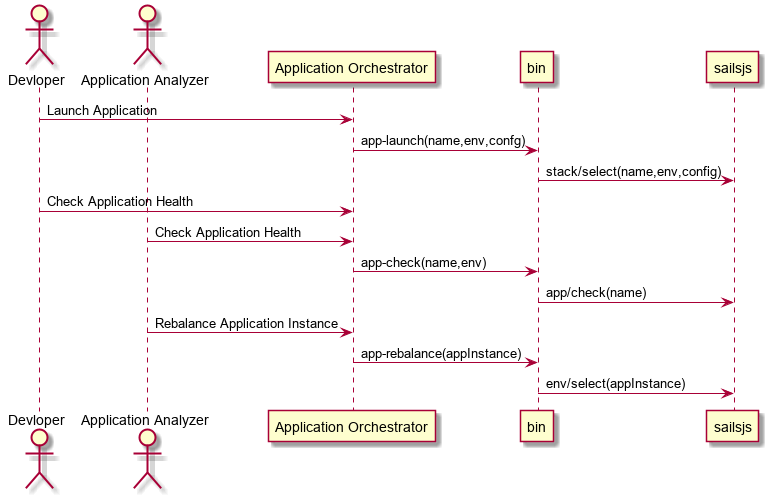 Devloper
Application Analyzer
Application Orchestrator
bin
sailsjs
Launch Application
app-launch(name,env,confg)
stack/select(name,env,config)
Check Application Health
Check Application Health
app-check(name,env)
app/check(name)
Rebalance Application Instance
app-rebalance(appInstance)
env/select(appInstance)
Devloper
Application Analyzer
Application Orchestrator
bin
sailsjs